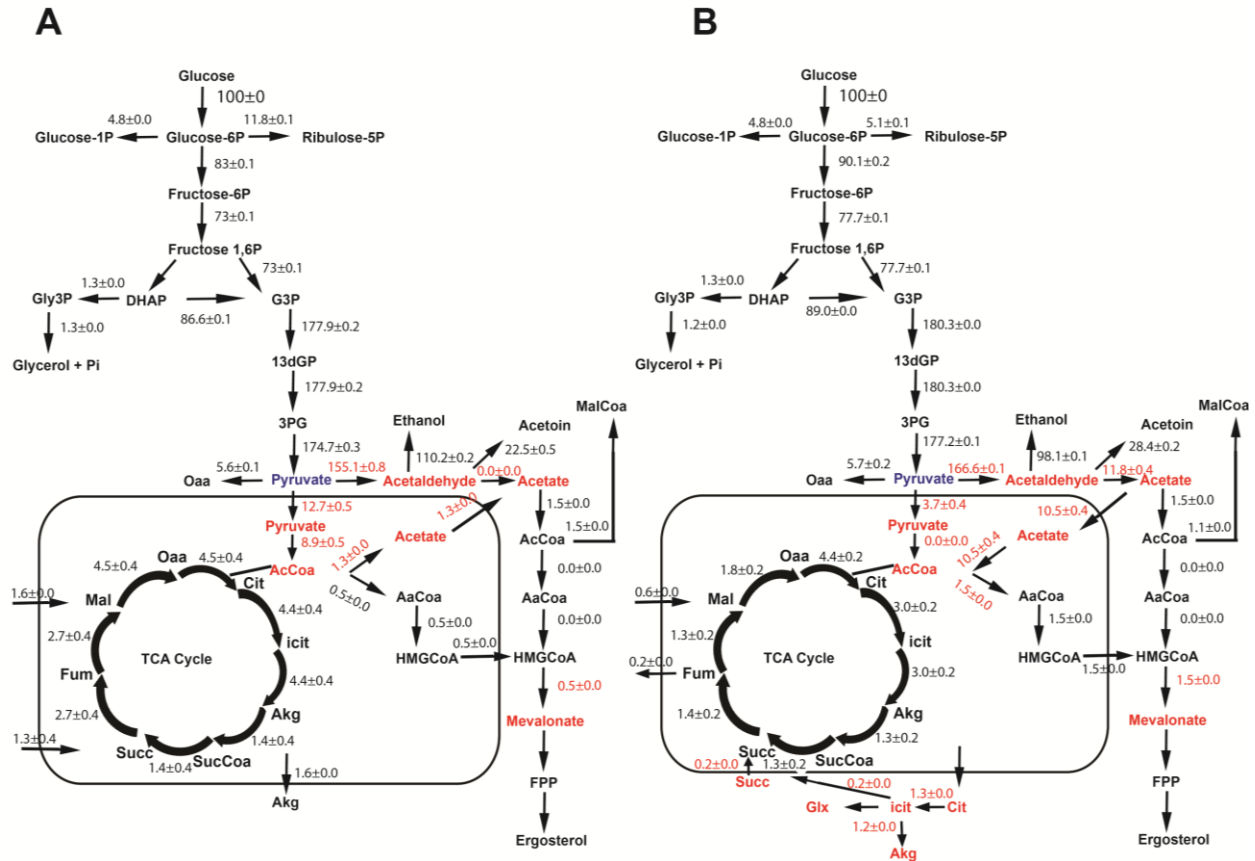 A
Glucose
100±0
4.8±0.0
11.8±0.1
Glucose-1P
Glucose-6P
Ribulose-5P
83±0.1
Fructose-6P
73±0.1
Fructose 1,6P
73±0.1
1.3±0.0
Gly3P
DHAP
G3P
86.6±0.1
1.3±0.0
177.9±0.2
Glycerol + Pi
13dGP
177.9±0.2
3PG
174.7±0.3
Ethanol
Acetoin
MalCoa
110.2±0.2
22.5±0.5
5.6±0.1
155.1±0.8
0.0±0.0
Oaa
Pyruvate
Acetaldehyde
Acetate
12.7±0.5
1.3±0.0
1.5±0.0
Pyruvate
1.5±0.0
8.9±0.5
Acetate
AcCoa
4.5±0.4
Oaa
4.5±0.4
AcCoa
1.3±0.0
Cit
0.5±0.0
0.0±0.0
1.6±0.0
Mal
4.4±0.4
AaCoa
AaCoa
2.7±0.4
icit
0.5±0.0
0.0±0.0
TCA Cycle
HMGCoA
0.5±0.0
HMGCoA
Fum
4.4±0.4
0.5±0.0
2.7±0.4
Akg
Mevalonate
1.3±0.4
Succ
1.4±0.4
SucCoa
1.4±0.4
1.6±0.0
FPP
Akg
Ergosterol
B
Glucose
100±0
4.8±0.0
5.1±0.1
Glucose-1P
Glucose-6P
Ribulose-5P
90.1±0.2
Fructose-6P
77.7±0.1
Fructose 1,6P
77.7±0.1
1.3±0.0
Gly3P
DHAP
G3P
89.0±0.0
1.2±0.0
180.3±0.0
Glycerol + Pi
13dGP
180.3±0.0
3PG
177.2±0.1
Ethanol
Acetoin
MalCoa
98.1±0.1
28.4±0.2
5.7±0.2
166.6±0.1
11.8±0.4
Oaa
Pyruvate
Acetaldehyde
Acetate
3.7±0.4
10.5±0.4
1.5±0.0
Pyruvate
Acetate
1.1±0.0
0.0±0.0
10.5±0.4
AcCoa
1.8±0.2
Oaa
4.4±0.2
AcCoa
Cit
1.5±0.0
0.0±0.0
0.6±0.0
Mal
3.0±0.2
AaCoa
AaCoa
1.3±0.2
icit
1.5±0.0
0.0±0.0
TCA Cycle
HMGCoA
1.5±0.0
HMGCoA
0.2±0.0
Fum
3.0±0.2
1.5±0.0
1.4±0.2
Akg
Mevalonate
1.3±0.2
Succ
SucCoa
0.2±0.0
1.3±0.2
Succ
0.2±0.0
1.3±0.0
FPP
Glx
icit
Cit
1.2±0.0
Akg
Ergosterol